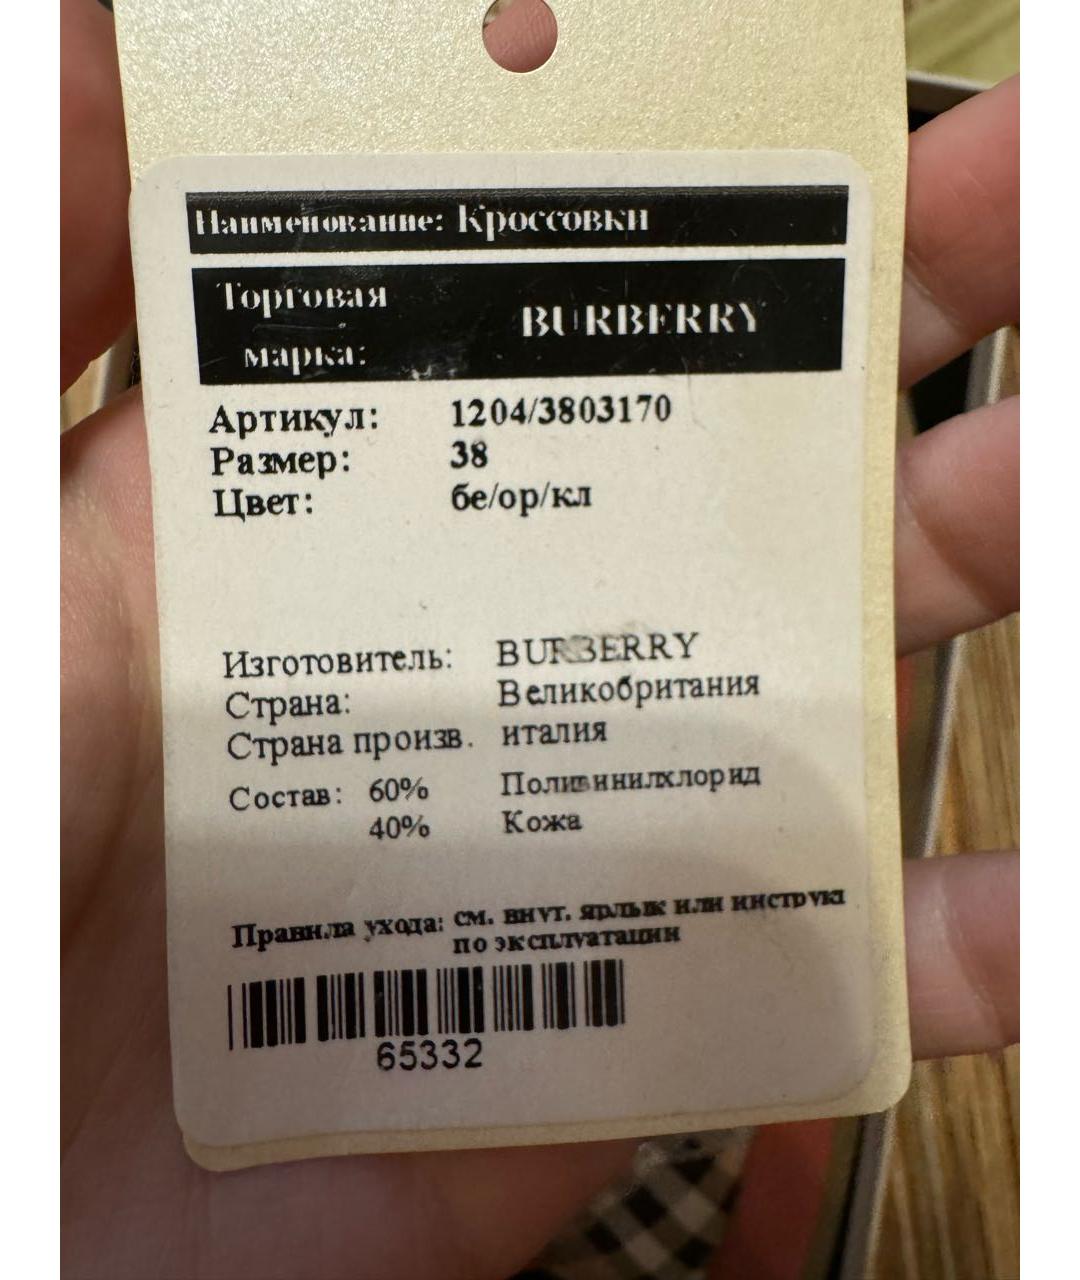 Наименование: Кроссовки
Торговая марка: BURBERRY
Артикул: 1204/3803170
Размер: 38
Цвет: бе/ор/кл
Изготовитель: BURBERRY
Страна: Великобритания
Страна произв. италия
Состав: 60% Поливинилхлорид
40% Кожа
Правила ухода: см. внут. ярлык или инструкц
по эксплуатации
65332